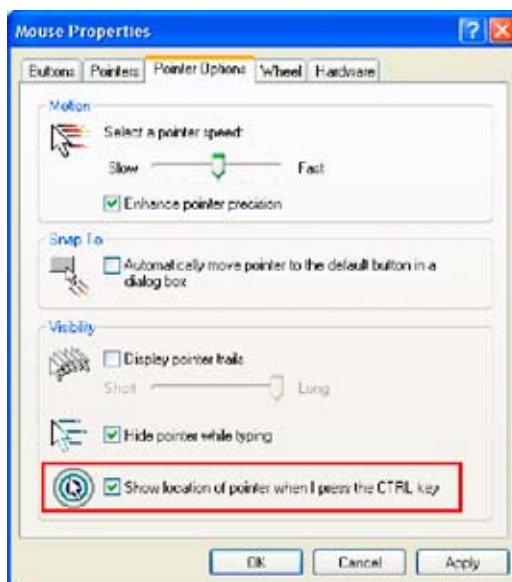 Mouse Properties
Buttons Pointers Pointer Options Wheel Hardware
Motion
Select a pointer speed:
Slow Fast
Enhance pointer precision
Snap To
Automatically move pointer to the default button in a
dialog box
Visibility
Display pointer trails
Short Long
Hide pointer while typing
Show location of pointer when I press the CTRL key
OK Cancel Apply